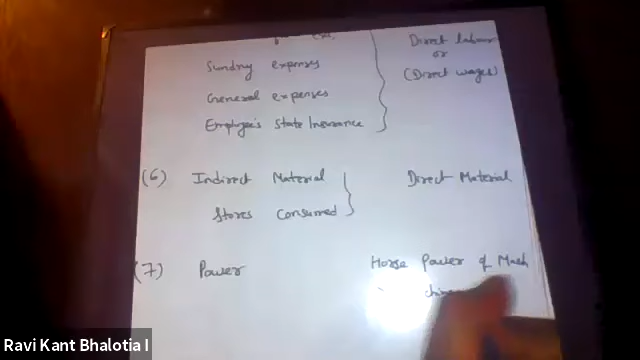 Sundry expenses
General expenses
Employee's State Insurance
Direct labour
or
(Direct wages)
(6) Indirect Material Direct Material
Stores Consumed
(7) Power Horse Power of Mach
Ravi Kant Bhalotia I